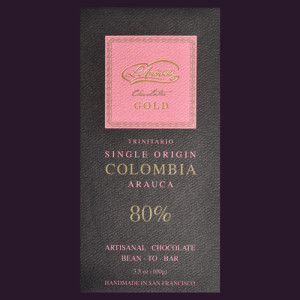 Chocolates
GOLD
TRINITARIO
SINGLE ORIGIN
COLOMBIA
ARAUCA
80%
ARTISANAL CHOCOLATE
BEAN - TO - BAR
3.5 oz (100g)
HANDMADE IN SAN FRANCISCO